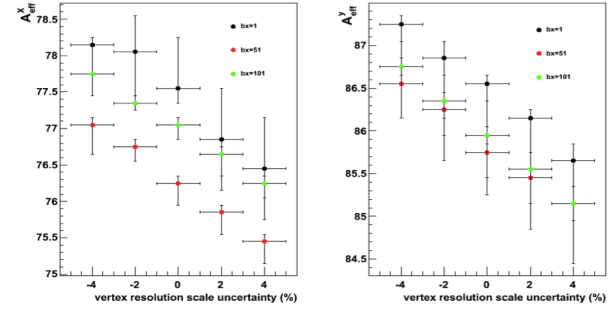 A^x_eff
78.5
78
77.5
77
76.5
76
75.5
75
bx=1
bx=51
bx=101
-4 -2 0 2 4
vertex resolution scale uncertainty (%)
A^y_eff
87
86.5
86
85.5
85
84.5
bx=1
bx=51
bx=101
-4 -2 0 2 4
vertex resolution scale uncertainty (%)